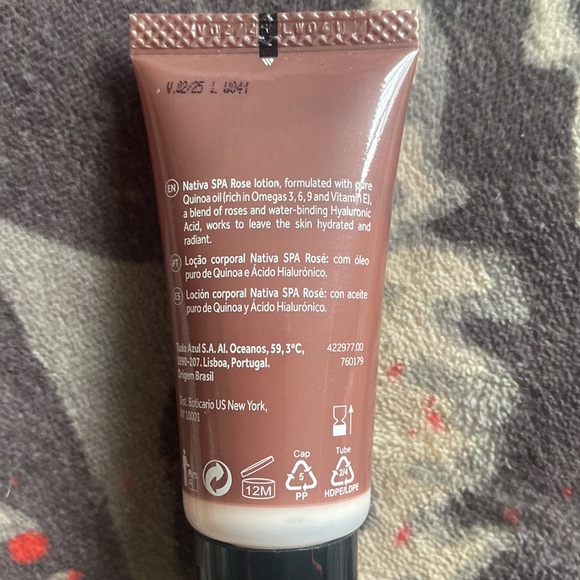 V.02/25 L U041
EN Nativa SPA Rose lotion, formulated with pure
Quinoa oil (rich in Omegas 3, 6, 9 and Vitamin E),
a blend of roses and water-binding Hyaluronic
Acid, works to leave the skin hydrated and
radiant.
PT Loção corporal Nativa SPA Rosé: com óleo
puro de Quinoa e Ácido Hialurónico.
ES Loción corporal Nativa SPA Rosé: con aceite
puro de Quinoa y Ácido Hialurónico.
Tudo Azul S.A. Al. Oceanos, 59, 3°C,
1990-207. Lisboa, Portugal.
Origem Brasil
422977.00
760179
Dist. Boticario US New York,
NY 10001
12M
Cap
5
PP
Tube
2/4
HDPE/LDPE